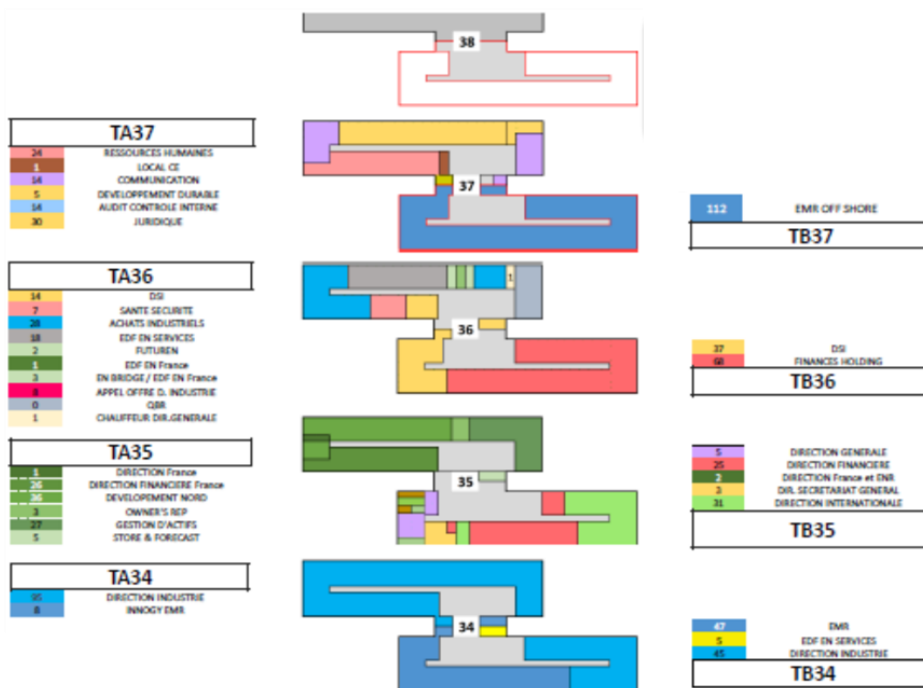 38
TA37
24 RESSOURCES HUMAINES
1 LOCAL CE
14 COMMUNICATION
5 DEVELOPPEMENT DURABLE
14 AUDIT CONTROLE INTERNE
30 JURIDIQUE
37
112 EMR OFF SHORE
TB37
TA36
14 DSI
7 SANTE SECURITE
28 ACHATS INDUSTRIELS
18 EDF EN SERVICES
2 FUTUREN
1 EDF EN France
3 EN BRIDGE / EDF EN France
8 APPEL OFFRE D. INDUSTRIE
0 QBR
1 CHAUFFEUR DIR.GENERALE
1
36
37 DSI
68 FINANCES HOLDING
TB36
TA35
1 DIRECTION France
26 DIRECTION FINANCIERE France
36 DEVELOPEMENT NORD
3 OWNER'S REP
27 GESTION D'ACTIFS
5 STORE & FORECAST
35
5 DIRECTION GENERALE
25 DIRECTION FINANCIERE
2 DIRECTION France et ENR
3 DIR. SECRETARIAT GENERAL
31 DIRECTION INTERNATIONALE
TB35
TA34
95 DIRECTION INDUSTRIE
8 INNOGY EMR
34
47 EMR
5 EDF EN SERVICES
45 DIRECTION INDUSTRIE
TB34